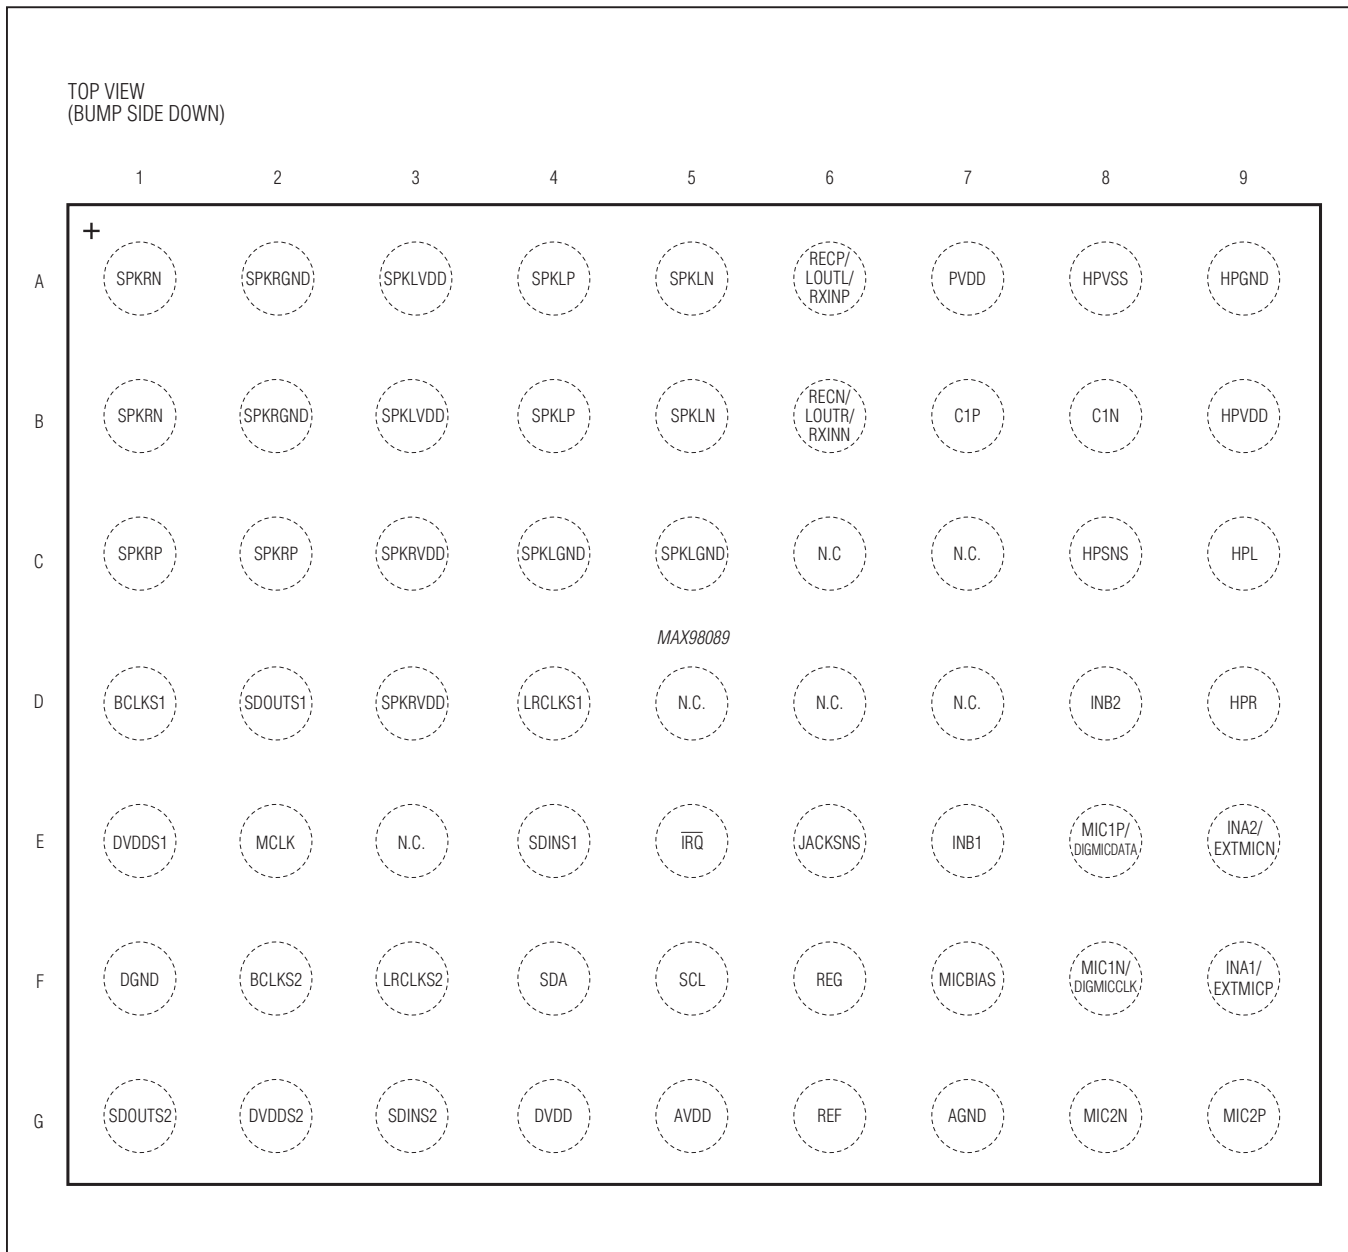 TOP VIEW
(BUMP SIDE DOWN)
1 2 3 4 5 6 7 8 9
+
A SPKRN SPKRGND SPKLVDD SPKLP SPKLN RECP/ LOUTL/ RXINP PVDD HPVSS HPGND
B SPKRN SPKRGND SPKLVDD SPKLP SPKLN RECN/ LOUTR/ RXINN C1P C1N HPVDD
C SPKRP SPKRP SPKRVDD SPKLGND SPKLGND N.C N.C. HPSNS HPL
MAX98089
D BCLKS1 SDOUTS1 SPKRVDD LRCLKS1 N.C. N.C. N.C. INB2 HPR
E DVDDS1 MCLK N.C. SDINS1 IRQ JACKSNS INB1 MIC1P/ DIGMICDATA INA2/ EXTMICN
F DGND BCLKS2 LRCLKS2 SDA SCL REG MICBIAS MIC1N/ DIGMICCLK INA1/ EXTMICP
G SDOUTS2 DVDDS2 SDINS2 DVDD AVDD REF AGND MIC2N MIC2P